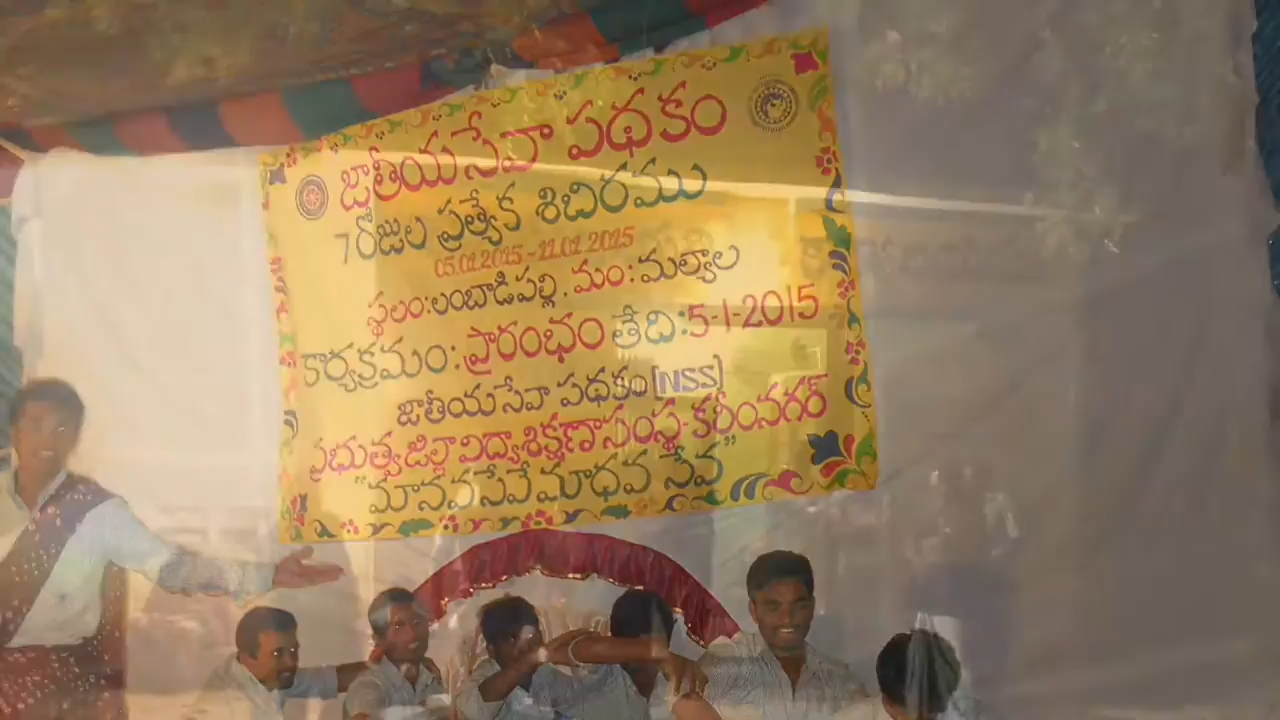 జాతీయ సేవా పథకం
7 రోజుల ప్రత్యేక శిబిరము
05.01.2015 - 11.01.2015
స్థలం: లంబాడిపల్లి, మం: మల్యాల
కార్యక్రమం: ప్రారంభం తేది: 5-1-2015
జాతీయ సేవా పథకం (NSS)
ప్రభుత్వ జిల్లా విద్యా శిక్షణా సంస్థ - కరీంనగర్
"మానవ సేవే మాధవ సేవ"